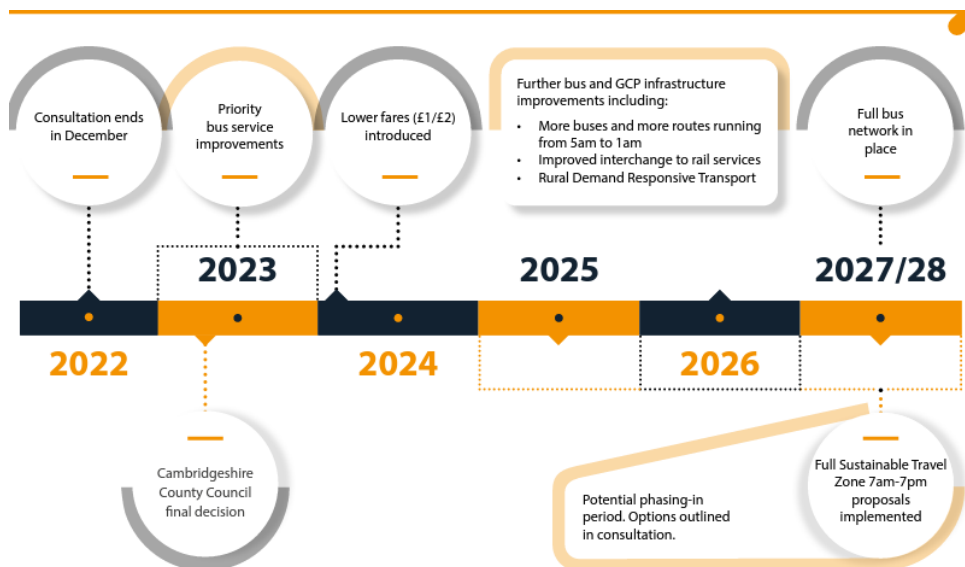 Consultation ends
in December
Priority
bus service
improvements
Lower fares (£1/£2)
introduced
Further bus and GCP infrastructure
improvements including:
• More buses and more routes running
from 5am to 1am
• Improved interchange to rail services
• Rural Demand Responsive Transport
Full bus
network in
place
2023
2025
2027/28
2022
2024
2026
Cambridgeshire
County Council
final decision
Potential phasing-in
period. Options outlined
in consultation.
Full Sustainable Travel
Zone 7am-7pm
proposals
implemented